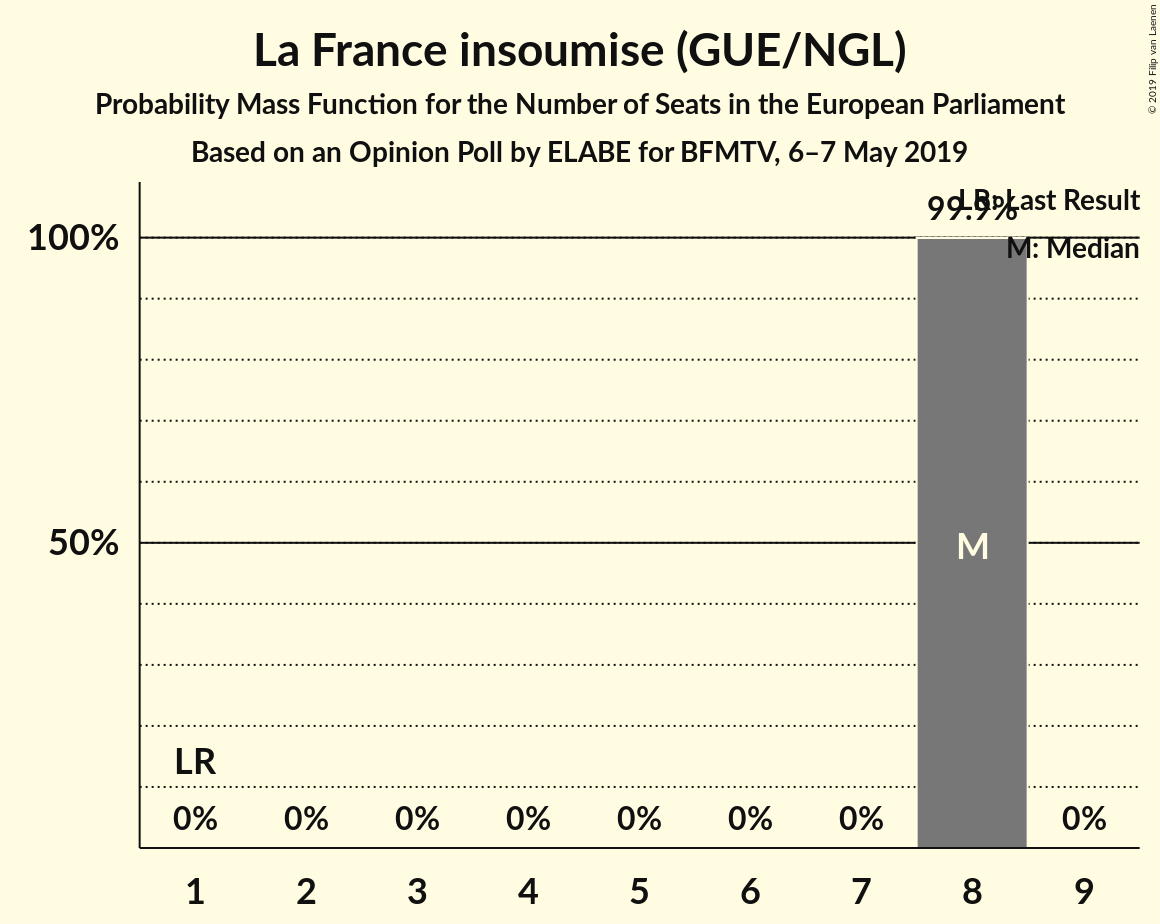 La France insoumise (GUE/NGL)
Probability Mass Function for the Number of Seats in the European Parliament
Based on an Opinion Poll by ELABE for BFMTV, 6–7 May 2019
© 2019 Filip van Laenen
LR: Last Result
M: Median
99.9%
100%
50%
M
LR
0% 0% 0% 0% 0% 0% 0% 0%
1 2 3 4 5 6 7 8 9